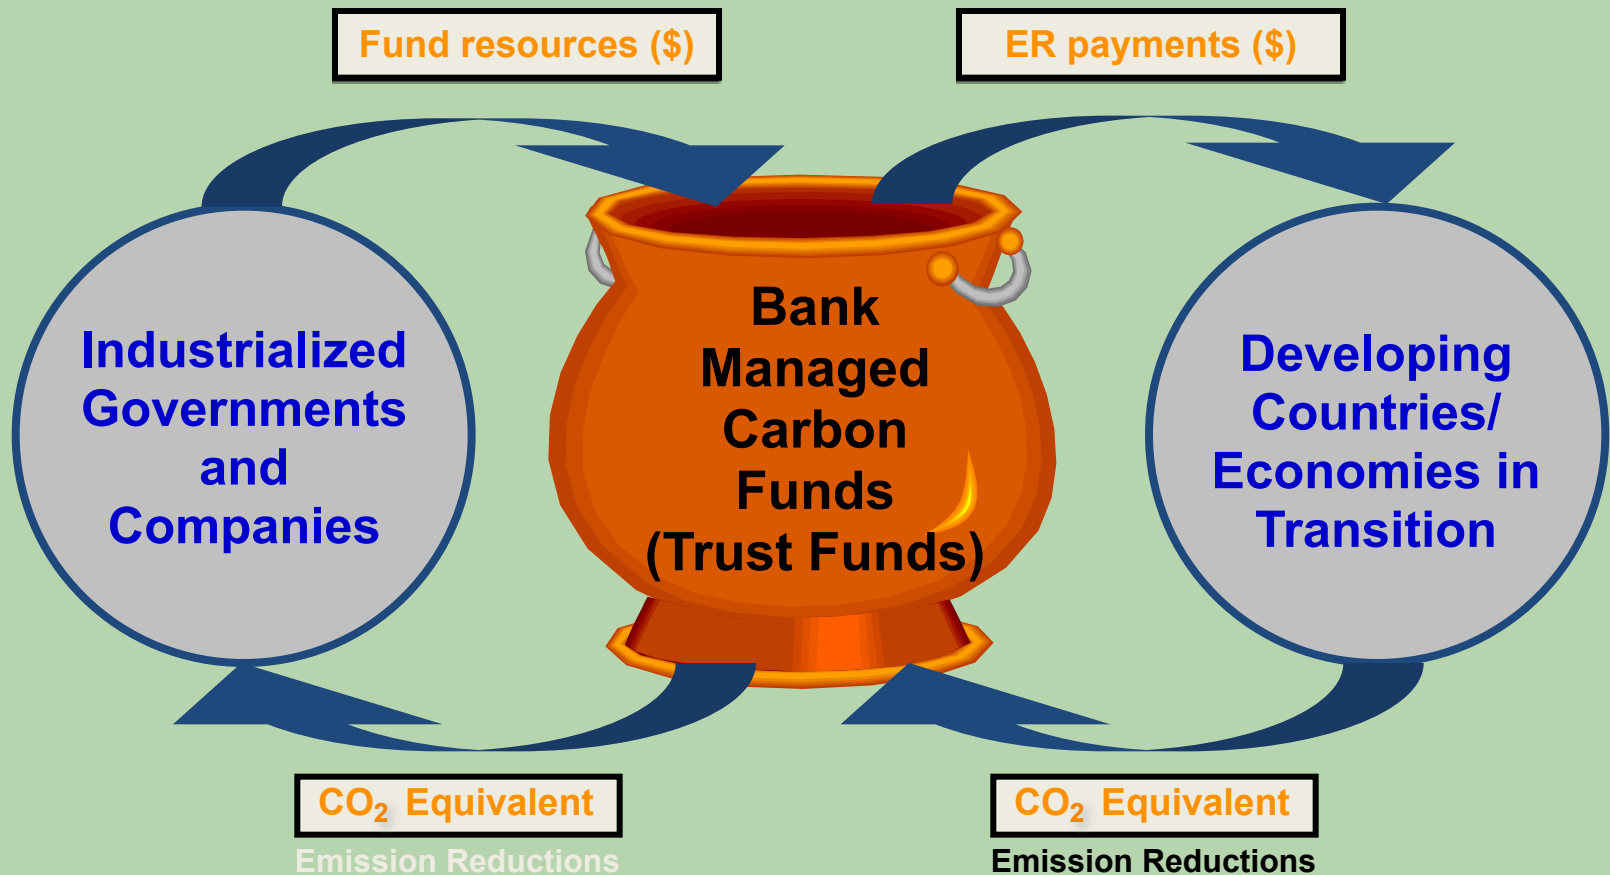 Fund resources ($)
ER payments ($)
Industrialized
Governments
and
Companies
Bank
Managed
Carbon
Funds
(Trust Funds)
Developing
Countries/
Economies in
Transition
CO₂ Equivalent
Emission Reductions
CO₂ Equivalent
Emission Reductions